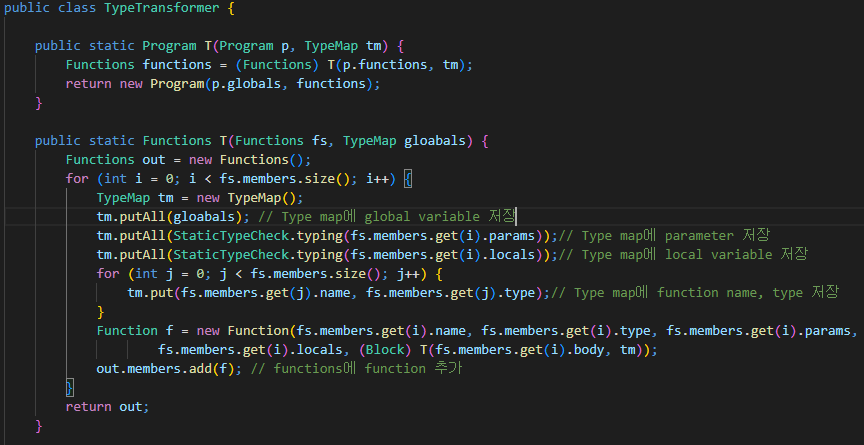 public class TypeTransformer {
public static Program T(Program p, TypeMap tm) {
Functions functions = (Functions) T(p.functions, tm);
return new Program(p.globals, functions);
}
public static Functions T(Functions fs, TypeMap gloabals) {
Functions out = new Functions();
for (int i = 0; i < fs.members.size(); i++) {
TypeMap tm = new TypeMap();
tm.putAll(gloabals); // Type map에 global variable 저장
tm.putAll(StaticTypeCheck.typing(fs.members.get(i).params));// Type map에 parameter 저장
tm.putAll(StaticTypeCheck.typing(fs.members.get(i).locals));// Type map에 local variable 저장
for (int j = 0; j < fs.members.size(); j++) {
tm.put(fs.members.get(j).name, fs.members.get(j).type);// Type map에 function name, type 저장
}
Function f = new Function(fs.members.get(i).name, fs.members.get(i).type, fs.members.get(i).params,
fs.members.get(i).locals, (Block) T(fs.members.get(i).body, tm));
out.members.add(f); // functions에 function 추가
}
return out;
}